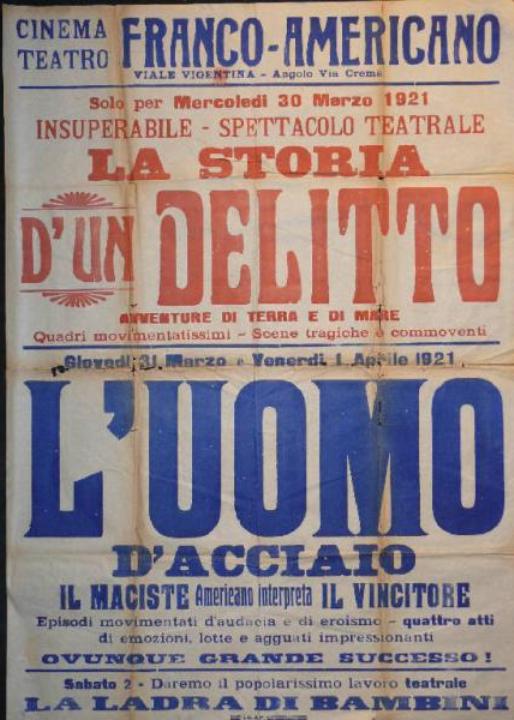 CINEMA TEATRO FRANCO-AMERICANO
VIALE VIGENTINA - Angolo Via Crema
Solo per Mercoledì 30 Marzo 1921
INSUPERABILE - SPETTACOLO TEATRALE
LA STORIA
D'UN DELITTO
AVVENTURE DI TERRA E DI MARE
Quadri movimentatissimi - Scene tragiche e commoventi
Giovedì 31 Marzo e Venerdì 1 Aprile 1921
L'UOMO
D'ACCIAIO
IL MACISTE Americano interpreta IL VINCITORE
Episodi movimentati d'audacia e di eroismo - quattro atti
di emozioni, lotte e agguati impressionanti
OVUNQUE GRANDE SUCCESSO!
Sabato 2 - Daremo il popolarissimo lavoro teatrale
LA LADRA DI BAMBINI